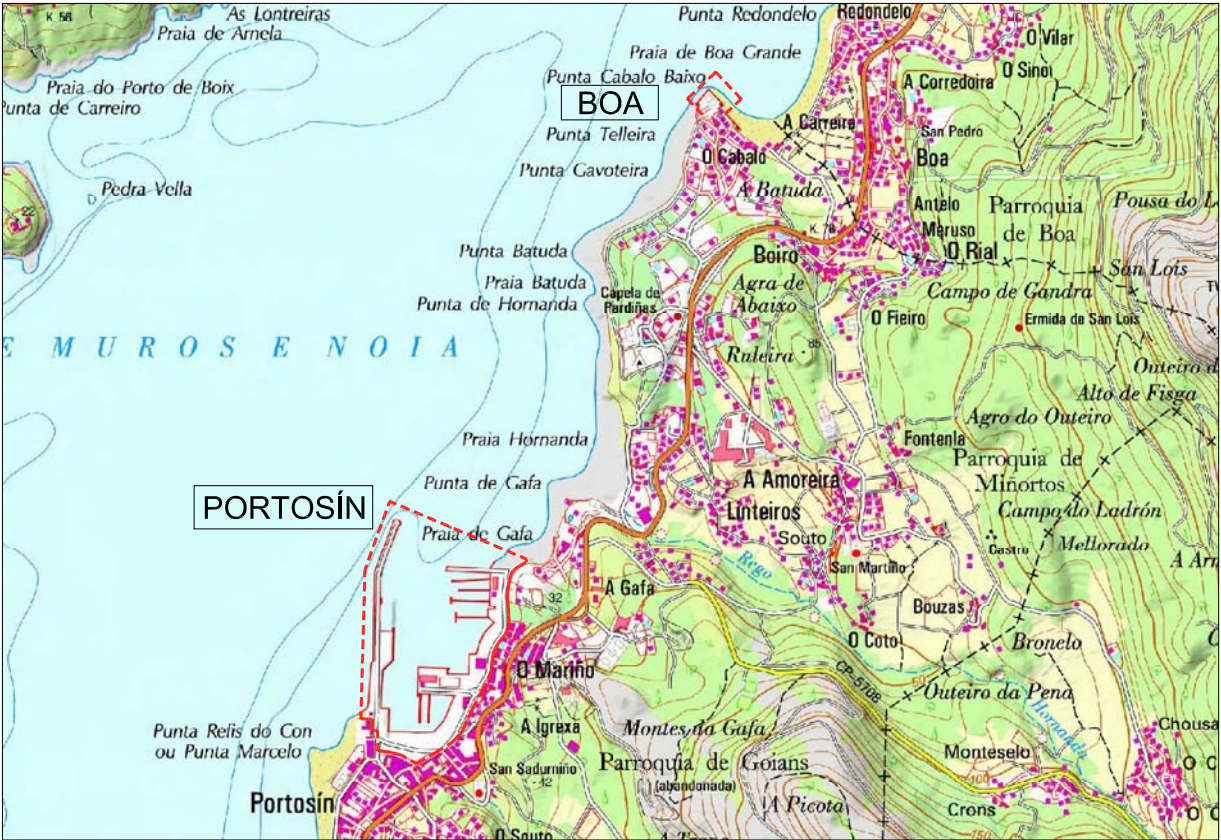 K 56
As Lontreiras
Praia de Arnela
Punta Redondelo
Redondelo
O Vilar
Praia de Boa Grande
O Sinoi
Praia do Porto de Boix
Punta de Carreiro
Punta Cabalo Baixo
A Corredoira
BOA
A Carreira
San Pedro
Punta Telleira
O Cabalo
Boa
Punta Gavoteira
A Batuda
Pedra Vella
22
Antelo
Parroquia
de Boa
Pousa do
Meruso
K. 78
O Rial
Punta Batuda
Boiro
San Lois
Praia Batuda
Punta de Hornanda
Capela de
Pardiñas
Agra de
Abaixo
Campo de Gandra
O Fieiro
Ermida de San Lois
E MUROS E NOIA
Ruleira
85
Outeiro d
Alto de Fisga
Agro do Outeiro
Praia Hornanda
Fontenla
Parroquia de
Miñortos
Punta de Gafa
A Amoreira
Linteiros
Campo do Ladrón
PORTOSÍN
Praia de Gafa
Souto
Castro
Mellorado
Rego
San Martiño
A Gafa
32
Bouzas
O Coto
Bronelo
O Mariño
CP-5708
50
Outeiro da Pena
Hornanda
Punta Relis do Con
ou Punta Marcelo
A Igrexa
Montes da Gafa
Chousa
San Sadurniño
42
Parroquia de Goians
(abandonada)
Monteselo
100
Portosín
A Picota
Crons
150
O Souto